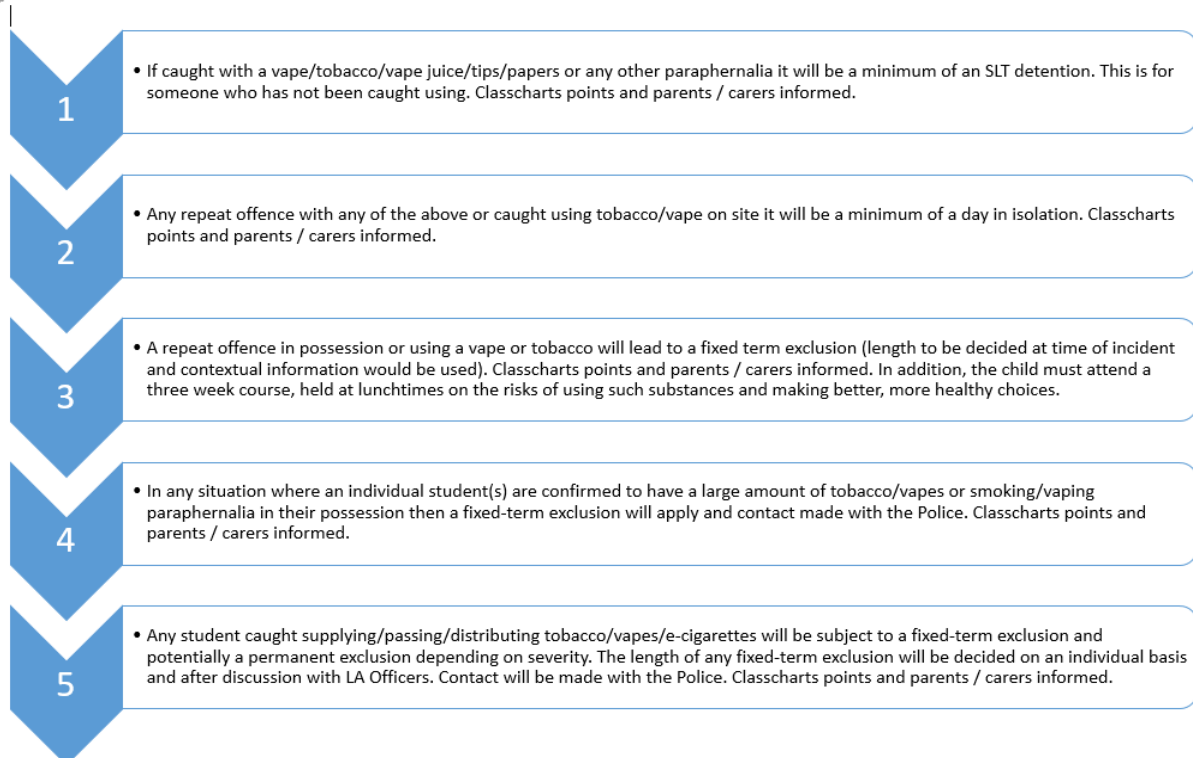 1
• If caught with a vape/tobacco/vape juice/tips/papers or any other paraphernalia it will be a minimum of an SLT detention. This is for
someone who has not been caught using. Classcharts points and parents / carers informed.
2
• Any repeat offence with any of the above or caught using tobacco/vape on site it will be a minimum of a day in isolation. Classcharts
points and parents / carers informed.
3
• A repeat offence in possession or using a vape or tobacco will lead to a fixed term exclusion (length to be decided at time of incident
and contextual information would be used). Classcharts points and parents / carers informed. In addition, the child must attend a
three week course, held at lunchtimes on the risks of using such substances and making better, more healthy choices.
4
• In any situation where an individual student(s) are confirmed to have a large amount of tobacco/vapes or smoking/vaping
paraphernalia in their possession then a fixed-term exclusion will apply and contact made with the Police. Classcharts points and
parents / carers informed.
5
• Any student caught supplying/passing/distributing tobacco/vapes/e-cigarettes will be subject to a fixed-term exclusion and
potentially a permanent exclusion depending on severity. The length of any fixed-term exclusion will be decided on an individual basis
and after discussion with LA Officers. Contact will be made with the Police. Classcharts points and parents / carers informed.